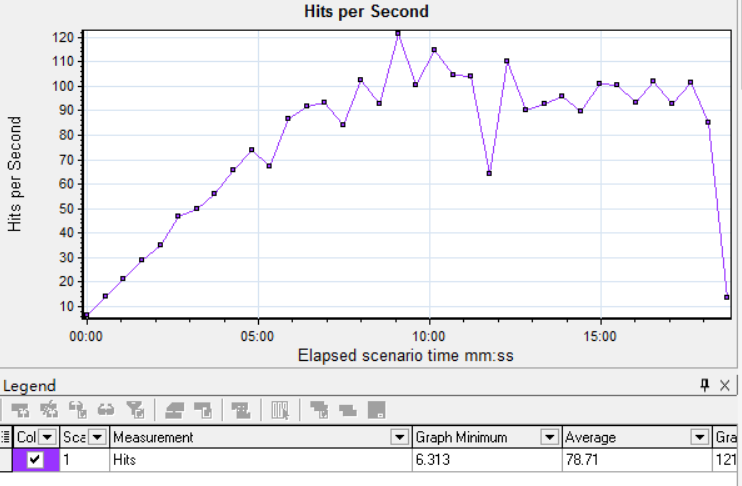 Hits per Second
120
110
100
90
80
70
60
50
40
30
20
10
Hits per Second
00:00 05:00 10:00 15:00
Elapsed scenario time mm:ss
Legend
Col Sca Measurement Graph Minimum Average Gra
1 Hits 6.313 78.71 121